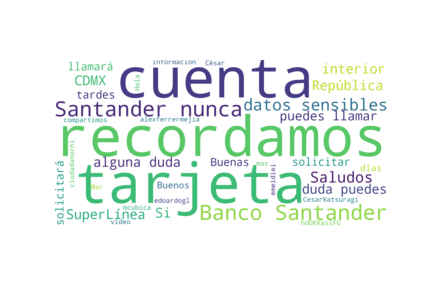 llamará
informacion
César
CDMX
Hola
cuenta
interior
República
tardes
Santander nunca
datos sensibles
compartimos
alexferrermejia
puedes llamar
recordamos
ciudadanochi
alguna duda
Buenas
solicitar
mas
días
solicitará
tarjeta
Saludos
Mar
Buenos
emeidiei
duda puedes
edoardogl
CesarKatsuragi
SuperLínea
mcubica
Si
Banco Santander
video